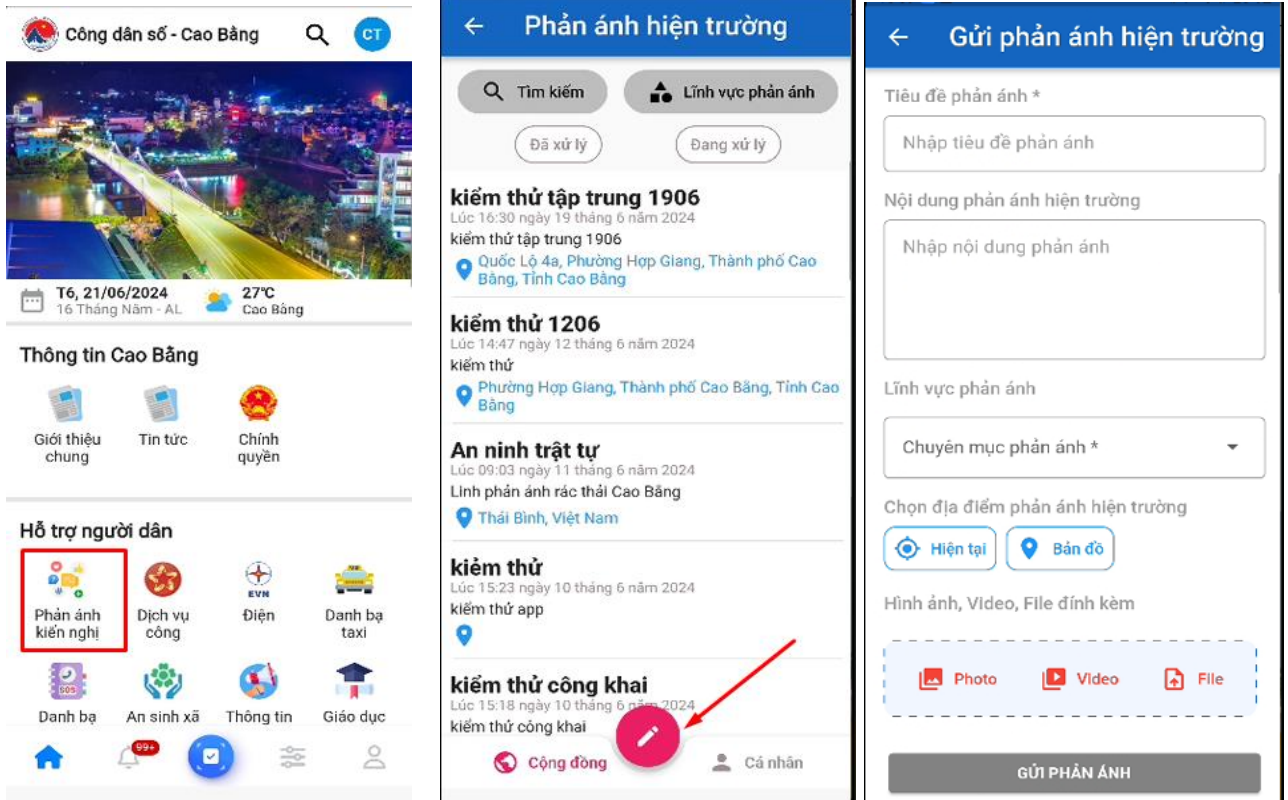 Công dân số - Cao Bằng
CT
T6, 21/06/2024
16 Tháng Năm - AL
27°C
Cao Bằng
Thông tin Cao Bằng
Giới thiệu
chung
Tin tức
Chính
quyền
Hỗ trợ người dân
Phản ánh
kiến nghị
Dịch vụ
công
EVN
Điện
Danh bạ
taxi
SOS
Danh bạ
An sinh xã
Thông tin
Giáo dục
99+
Phản ánh hiện trường
Tìm kiếm
Lĩnh vực phản ánh
Đã xử lý
Đang xử lý
kiểm thử tập trung 1906
Lúc 16:30 ngày 19 tháng 6 năm 2024
kiểm thử tập trung 1906
Quốc Lộ 4a, Phường Hợp Giang, Thành phố Cao
Bằng, Tỉnh Cao Bằng
kiểm thử 1206
Lúc 14:47 ngày 12 tháng 6 năm 2024
kiểm thử
Phường Hợp Giang, Thành phố Cao Bằng, Tỉnh Cao
Bằng
An ninh trật tự
Lúc 09:03 ngày 11 tháng 6 năm 2024
Linh phản ánh rác thải Cao Bằng
Thái Bình, Việt Nam
kiẻm thử
Lúc 15:23 ngày 10 tháng 6 năm 2024
kiểm thử app
kiểm thử công khai
Lúc 15:18 ngày 10 tháng 6 năm 2024
kiểm thử công khai
Cộng đồng
Cá nhân
Gửi phản ánh hiện trường
Tiêu đề phản ánh *
Nhập tiêu đề phản ánh
Nội dung phản ánh hiện trường
Nhập nội dung phản ánh
Lĩnh vực phản ánh
Chuyên mục phản ánh *
Chọn địa điểm phản ánh hiện trường
Hiện tại
Bản đồ
Hình ảnh, Video, File đính kèm
Photo
Video
File
GỬI PHẢN ÁNH